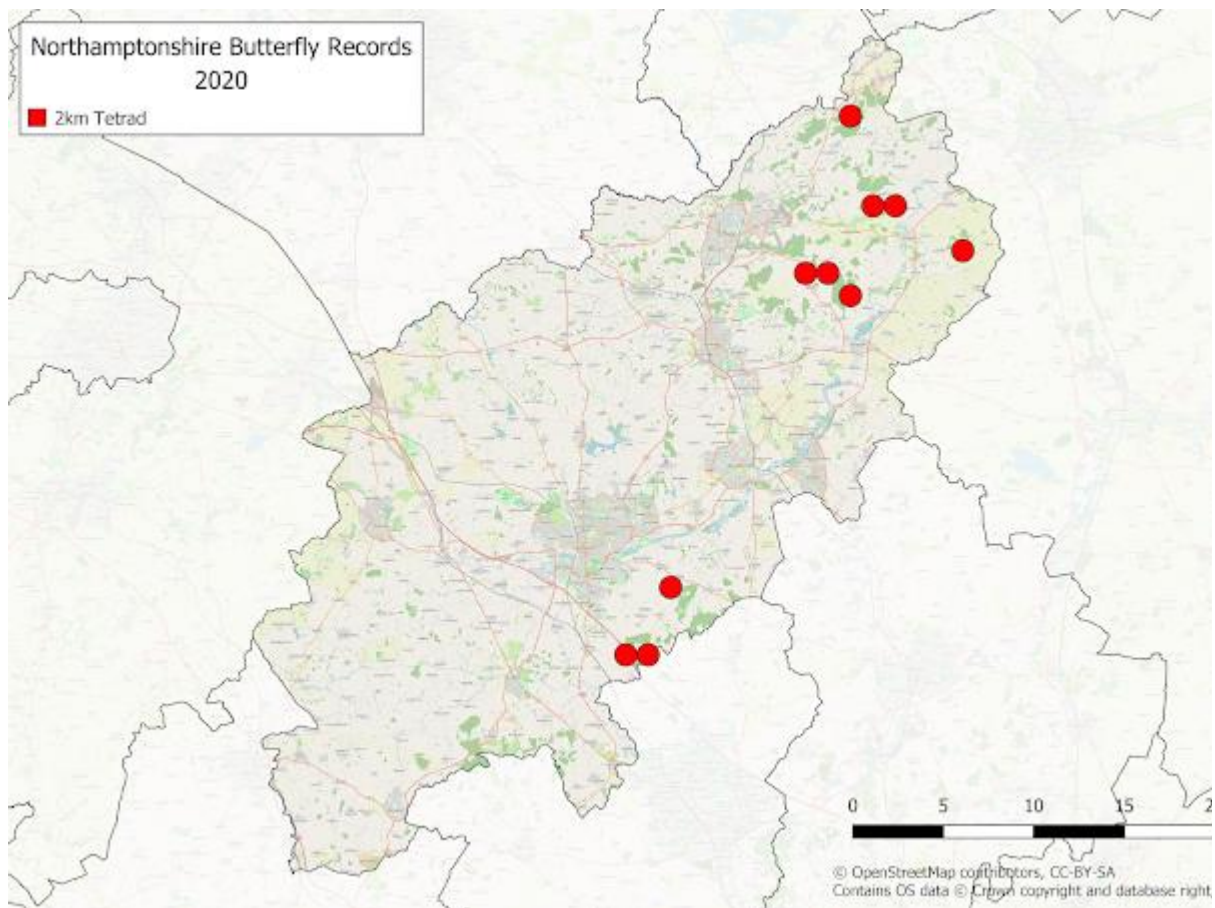 Northamptonshire Butterfly Records
2020
2km Tetrad
0 5 10 15 2
© OpenStreetMap contributors, CC-BY-SA
Contains OS data © Crown copyright and database right